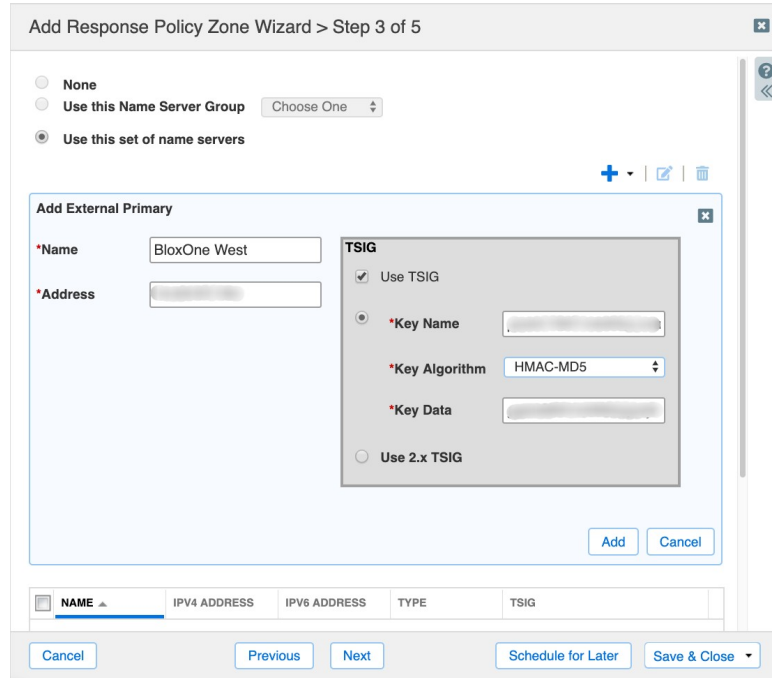 Add Response Policy Zone Wizard > Step 3 of 5
None
Use this Name Server Group Choose One
Use this set of name servers
Add External Primary
*Name BloxOne West
*Address
TSIG
Use TSIG
*Key Name
*Key Algorithm HMAC-MD5
*Key Data
Use 2.x TSIG
Add Cancel
NAME IPV4 ADDRESS IPV6 ADDRESS TYPE TSIG
Cancel Previous Next Schedule for Later Save & Close